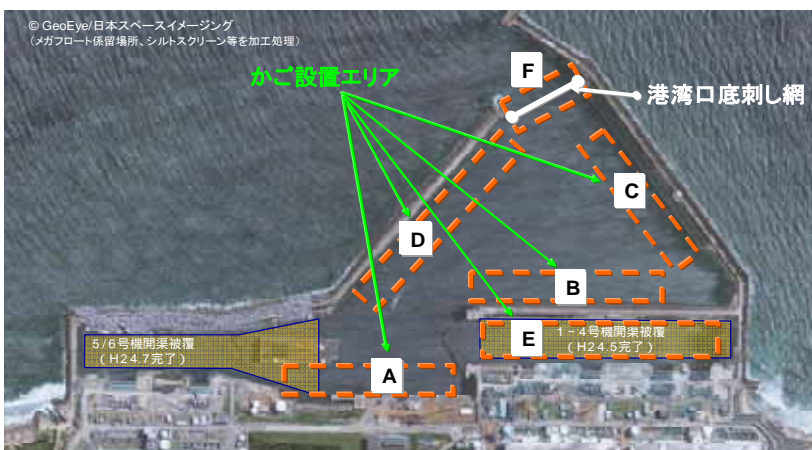 © GeoEye/日本スペースイメージング
（メガフロート係留場所、シルトスクリーン等を加工処理）
かご設置エリア
F
港湾口底刺し網
C
D
B
5/6号機開渠被覆
（H24.7完了）
E
1-4号機開渠被覆
（H24.5完了）
A